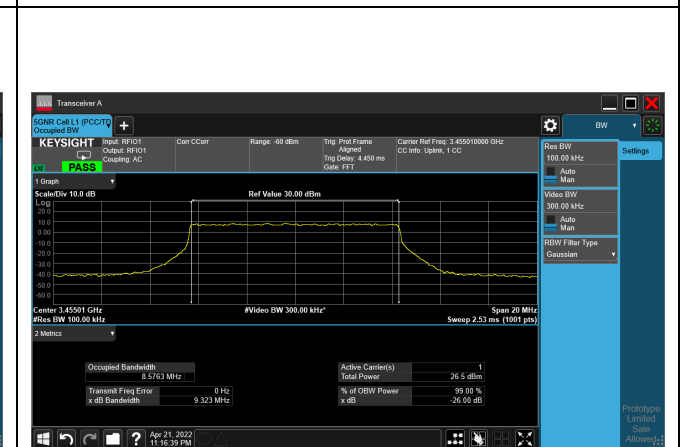 Transceiver A
5GNR Cell L1 (PCC/TD
Occupied BW
BW
KEYSIGHT
Input: RFIO1
Output: RFIO1
Coupling: AC
Corr CCorr
Range: -60 dBm
Trig: Prot Frame
Aligned
Trig Delay: 4.450 ms
Gate: FFT
Carrier Ref Freq: 3.455010000 GHz
CC Info: Uplink, 1 CC
PASS
Res BW
100.00 kHz
Auto
Man
Settings
Video BW
300.00 kHz
Auto
Man
RBW Filter Type
Gaussian
1 Graph
Scale/Div 10.0 dB
Ref Value 30.00 dBm
Log
20.0
10.0
0.00
-10.0
-20.0
-30.0
-40.0
-50.0
-60.0
Center 3.45501 GHz
#Video BW 300.00 kHz*
Span 20 MHz
#Res BW 100.00 kHz
Sweep 2.53 ms (1001 pts)
2 Metrics
Occupied Bandwidth
8.5763 MHz
Active Carrier(s) 1
Total Power 26.5 dBm
Transmit Freq Error 0 Hz
x dB Bandwidth 9.323 MHz
% of OBW Power 99.00 %
x dB -26.00 dB
Prototype
Limited
Sale
Allowed
Apr 21, 2022
11:16:39 PM